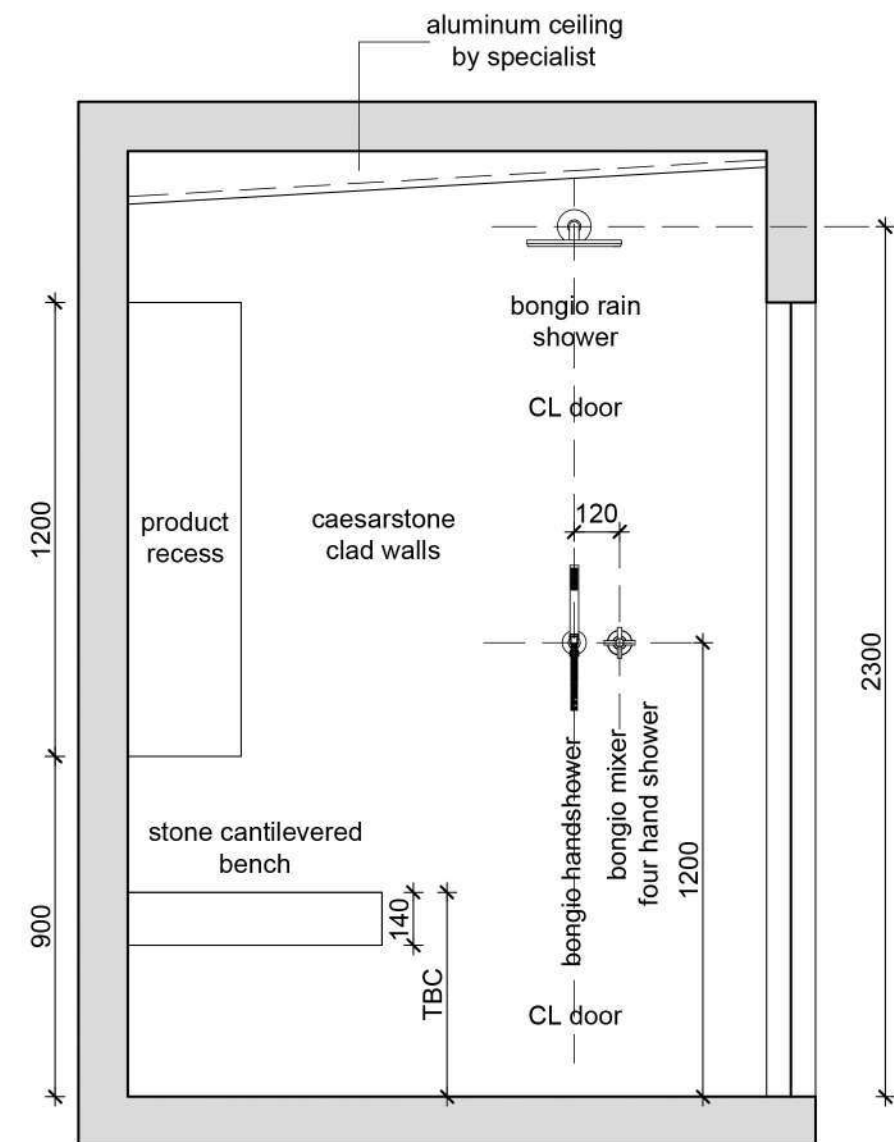 aluminum ceiling
by specialist
bongio rain
shower
CL door
120
1200
product
recess
caesarstone
clad walls
2300
bongio handshower
bongio mixer
four hand shower
1200
stone cantilevered
bench
900
140
TBC
CL door